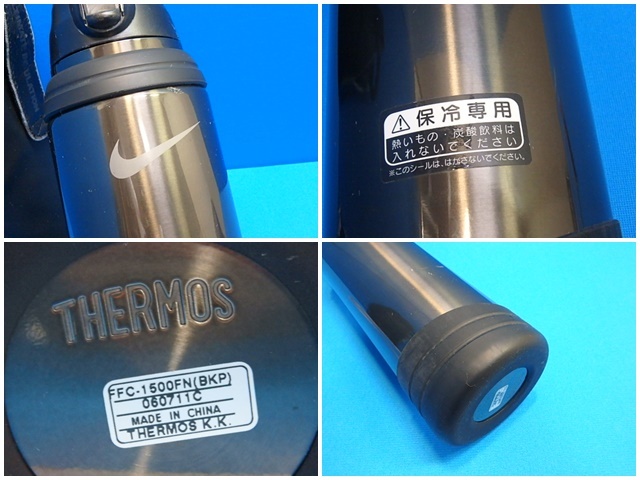 ⚠保冷専用
熱いもの・炭酸飲料は
入れないでください
※このシールは、はがさないでください。
THERMOS
FFC-1500FN(BKP)
060711C
MADE IN CHINA
THERMOS K.K.